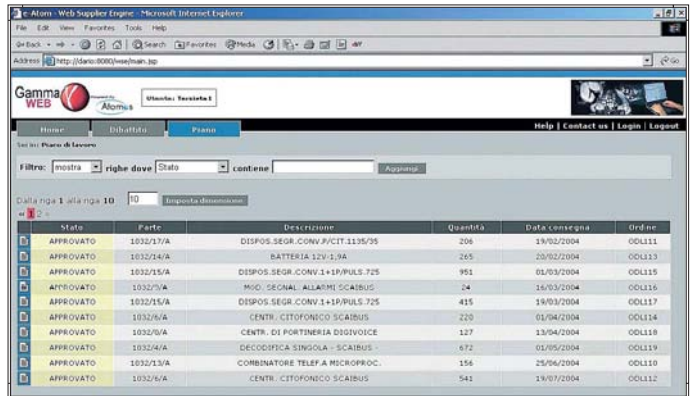 e-Atom - Web Supplier Engine - Microsoft Internet Explorer
File Edit View Favorites Tools Help
Back Search Favorites Media
Address http://dario:8080/wse/main.jsp Go
Gamma WEB Powered by Atomos Utente: Terzista1
Home Dibattito Piano Help | Contact us | Login | Logout
Sei in: Piano di lavoro
Filtro: mostra righe dove Stato contiene Aggiungi
Dalla riga 1 alla riga 10 10 Imposta dimensione
« 1 2 »
Stato Parte Descrizione Quantità Data consegna Ordine
APPROVATO 1032/17/A DISPOS.SEGR.CONV.P/CIT.1135/35 206 19/02/2004 ODL111
APPROVATO 1032/14/A BATTERIA 12V-1,9A 265 20/02/2004 ODL113
APPROVATO 1032/15/A DISPOS.SEGR.CONV.1+1P/PULS.725 951 01/03/2004 ODL115
APPROVATO 1032/5/A MOD. SEGNAL. ALLARMI SCAIBUS 24 16/03/2004 ODL116
APPROVATO 1032/15/A DISPOS.SEGR.CONV.1+1P/PULS.725 415 19/03/2004 ODL117
APPROVATO 1032/6/A CENTR. CITOFONICO SCAIBUS 220 01/04/2004 ODL114
APPROVATO 1032/8/A CENTR. DI PORTINERIA DIGIVOICE 127 13/04/2004 ODL118
APPROVATO 1032/4/A DECODIFICA SINGOLA - SCAIBUS - 672 01/05/2004 ODL119
APPROVATO 1032/13/A COMBINATORE TELEF.A MICROPROC. 156 25/06/2004 ODL110
APPROVATO 1032/6/A CENTR. CITOFONICO SCAIBUS 541 19/07/2004 ODL112